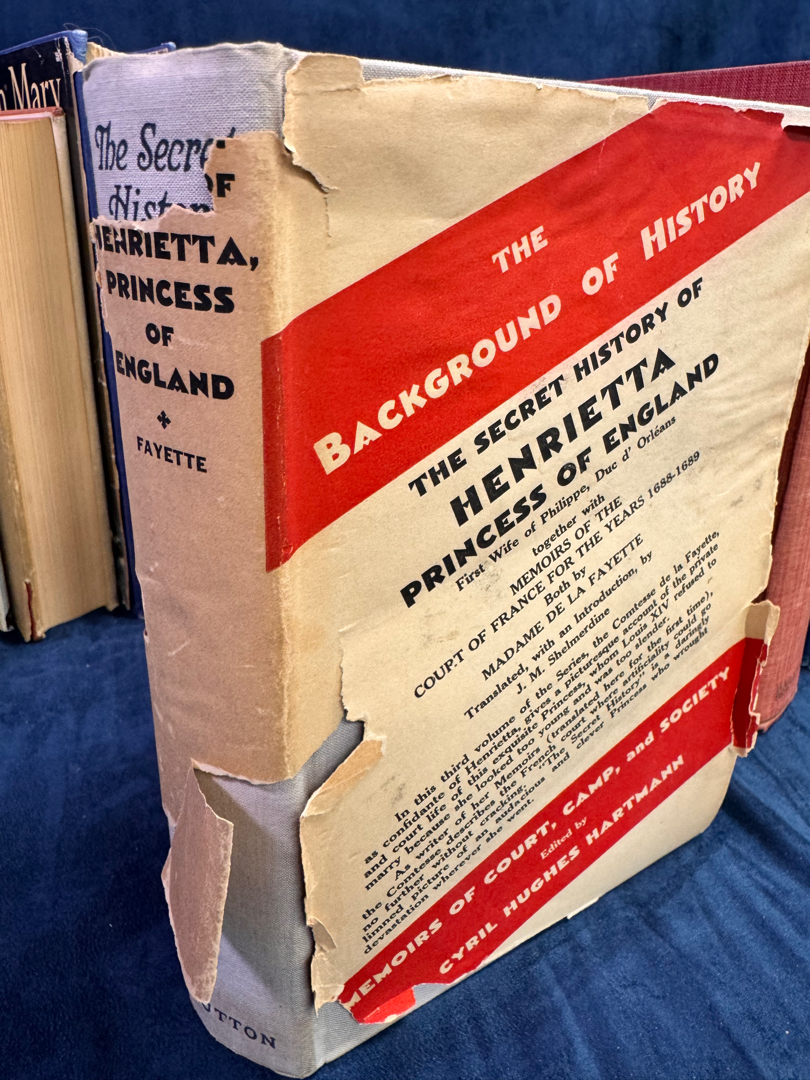 Mary
The Secre
Histor
OF
HENRIETTA,
PRINCESS
OF
ENGLAND
FAYETTE
UTTON
THE
BACKGROUND OF HISTORY
THE SECRET HISTORY OF
HENRIETTA
PRINCESS OF ENGLAND
First Wife of Philippe, Duc d' Orléans
together with
MEMOIRS OF THE
COURT OF FRANCE FOR THE YEARS 1688-1689
Both by
MADAME DE LA FAYETTE
Translated, with an Introduction, by
J. M. Shelmerdine
In this third volume of the Series, the Comtesse de la Fayette,
as confidante of Henrietta, gives a picturesque account of the private
and court life of this exquisite Princess, whom Louis XIV refused to
marry because she looked too young and was too slender.
As writer of her Memoirs (translated here for the first time),
the Comtesse describes the French court where artificiality could go
no further without cracking. "The Secret History" is a daringly
limned picture of an audacious and clever Princess who wrought
devastation wherever she went.
MEMOIRS OF COURT, CAMP, and SOCIETY
Edited by
CYRIL HUGHES HARTMANN